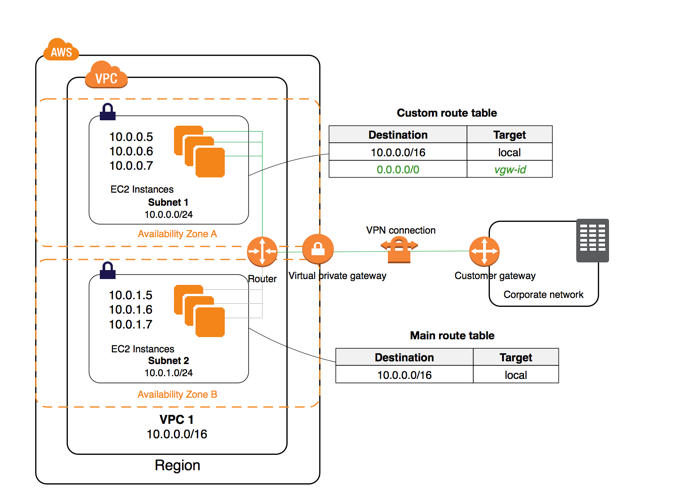 AWS
VPC
10.0.0.5
10.0.0.6
10.0.0.7
EC2 Instances
Subnet 1
10.0.0.0/24
Availability Zone A
Custom route table
Destination Target
10.0.0.0/16 local
0.0.0.0/0 vgw-id
VPN connection
Router
Virtual private gateway
Customer gateway
Corporate network
10.0.1.5
10.0.1.6
10.0.1.7
EC2 Instances
Subnet 2
10.0.1.0/24
Availability Zone B
Main route table
Destination Target
10.0.0.0/16 local
VPC 1
10.0.0.0/16
Region